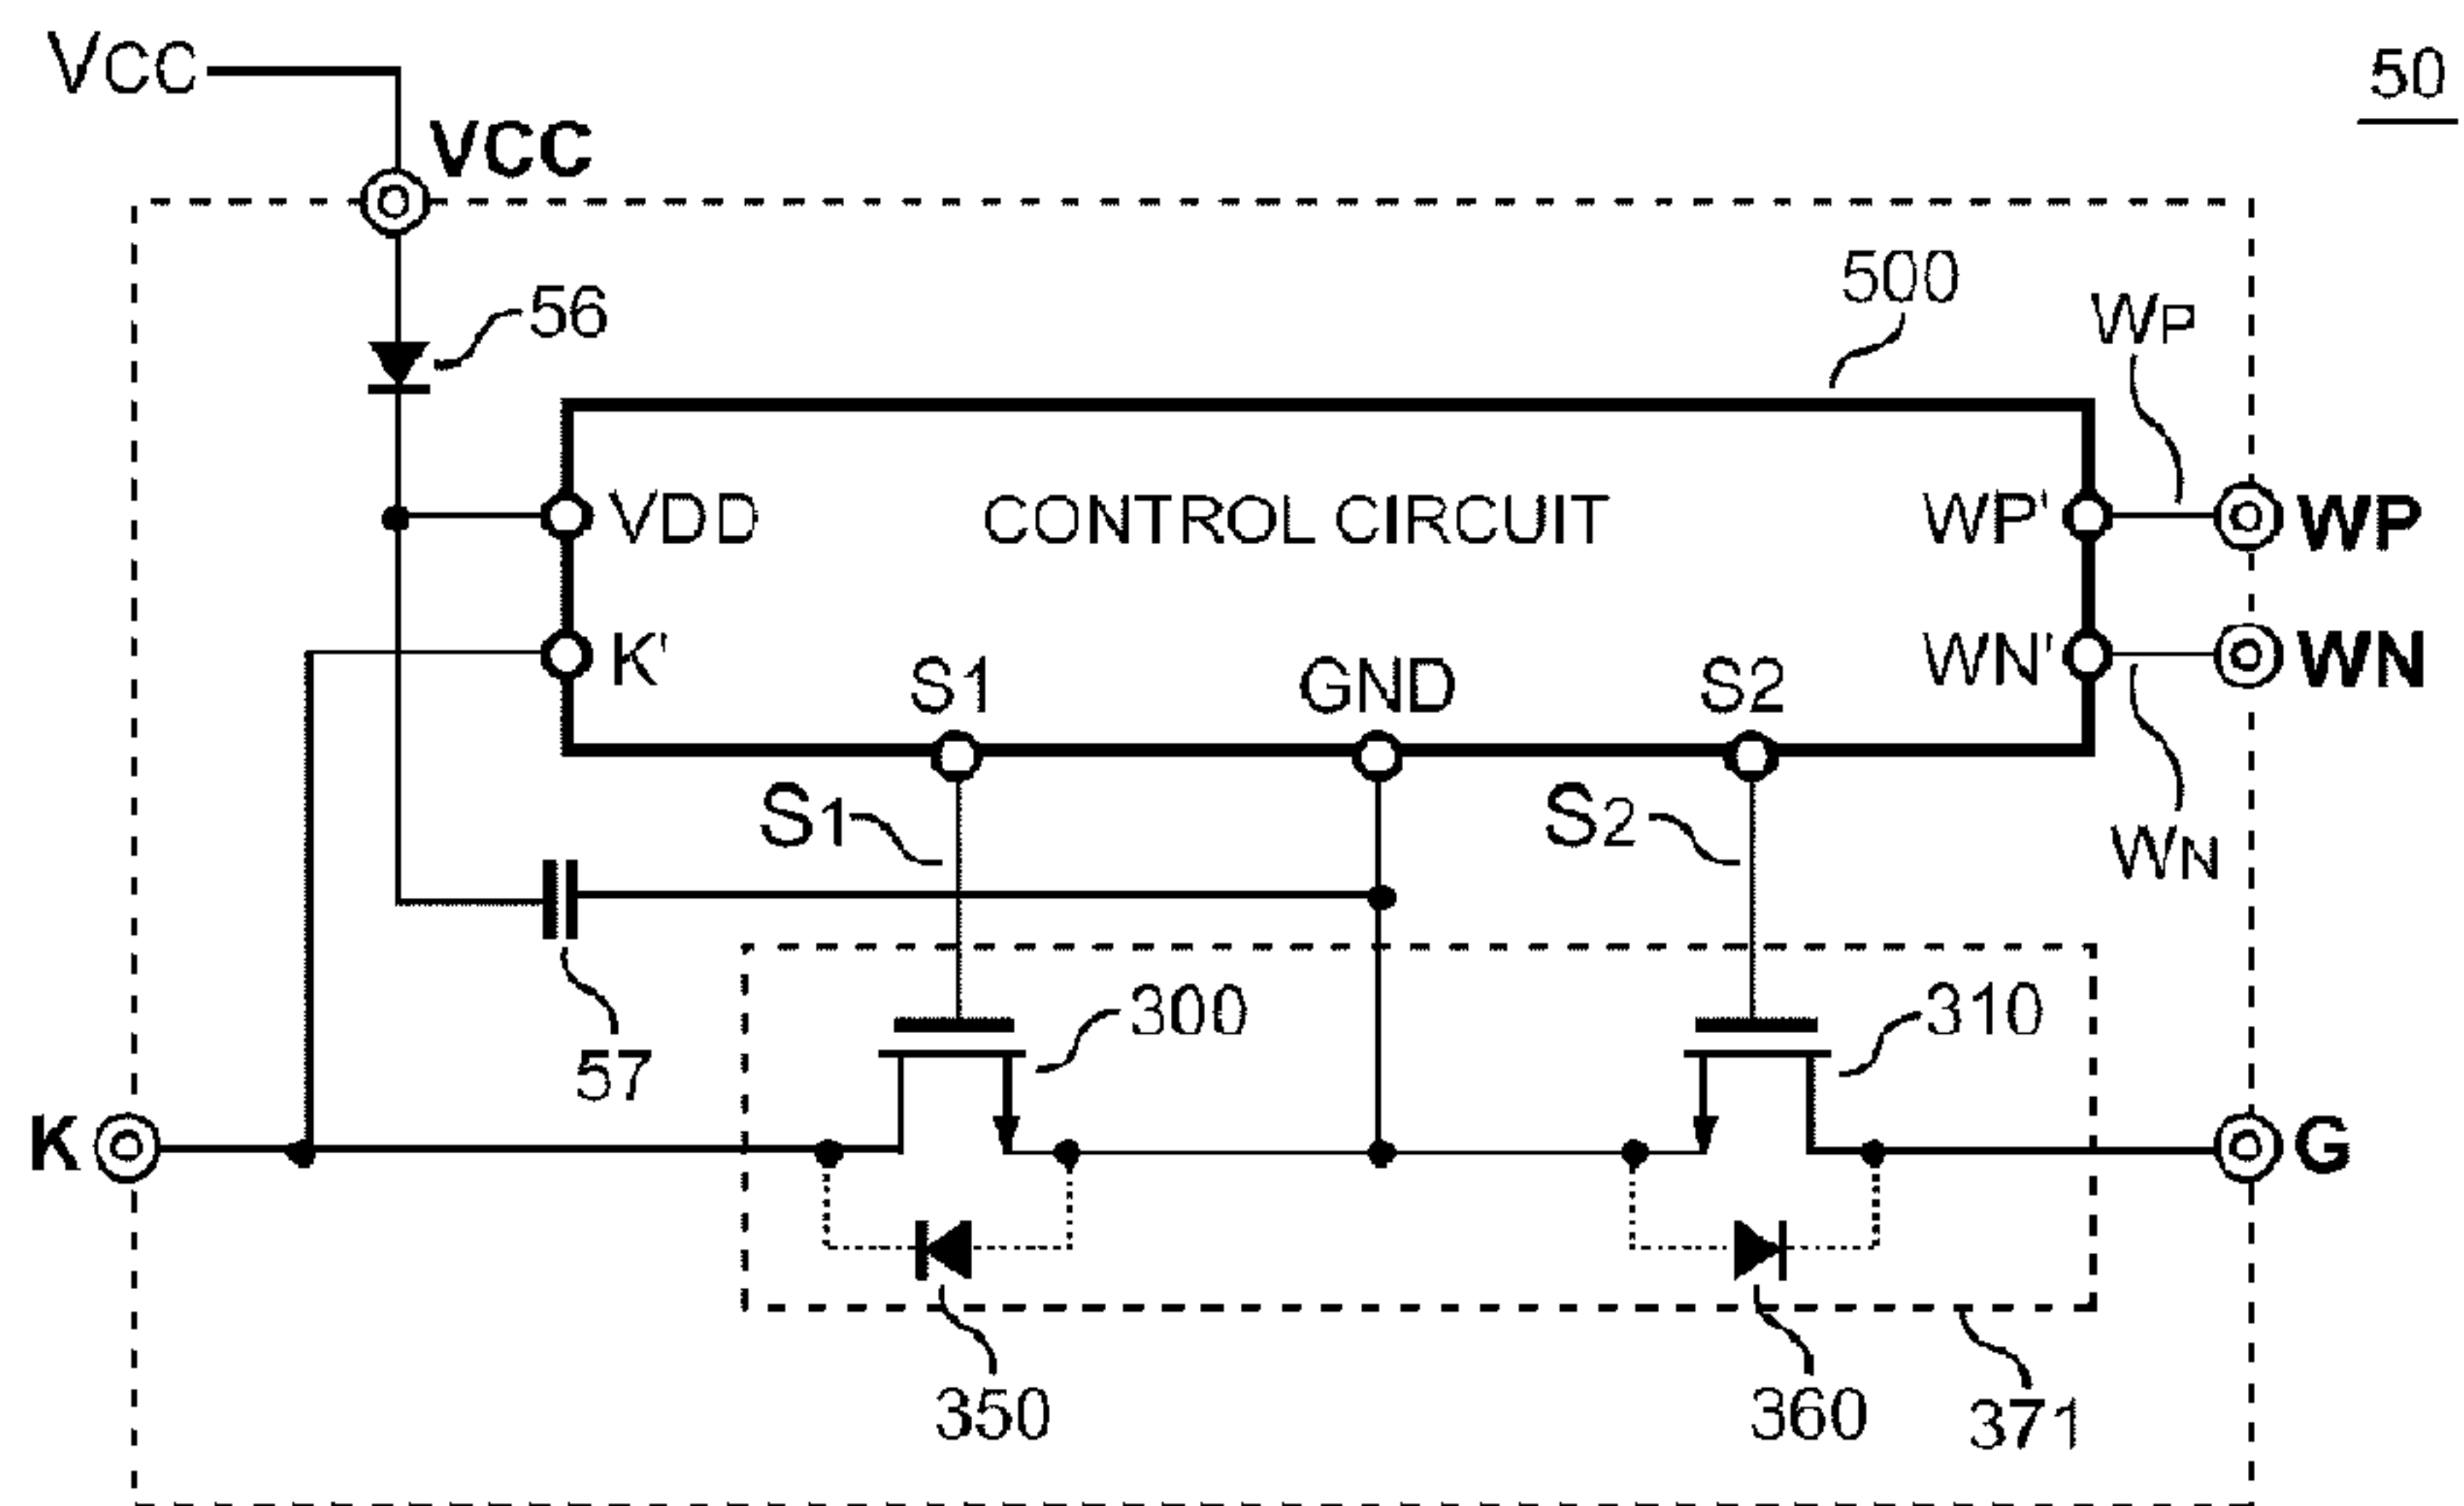 VCC
50
VCC
56
500
WP
VDD
CONTROL CIRCUIT
WP'
WP
K'
WN'
WN
S1
GND
S2
S1
S2
WN
57
300
310
K
G
350
360
371